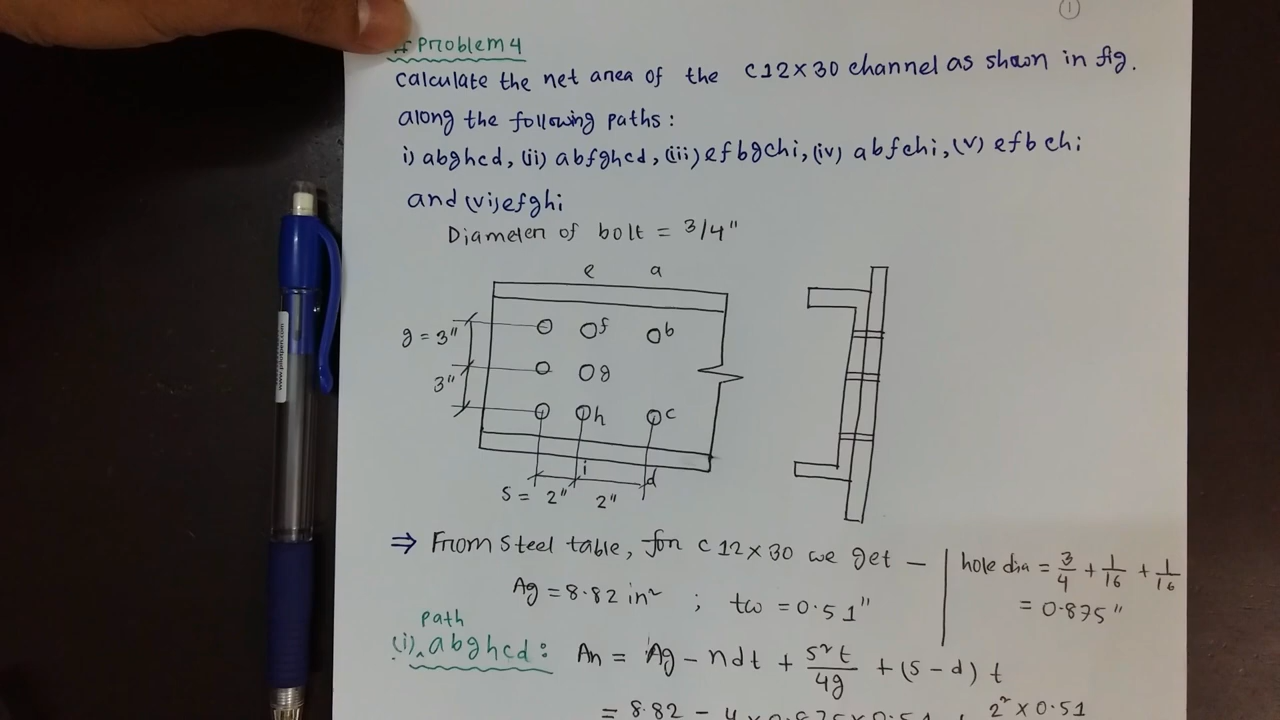 1
# Problem 4
Calculate the net area of the C12×30 channel as shown in fig.
along the following paths:
i) abghcd, (ii) abfghcd, (iii) efbgchi, (iv) abfchi, (v) efbchi
and (vi) efghi
Diameter of bolt = 3/4"
e a
g = 3" f b
3" g
h c
i d
S = 2" 2"
⇒ From steel table, for C12×30 we get —
Ag = 8.82 in² ; tw = 0.51"
hole dia = 3/4 + 1/16 + 1/16
= 0.875"
path
(i) abghcd: An = Ag - ndt + s²t/4g + (s - d) t
= 8.82 - 4×0.875×0.51 2²×0.51
www.pilotpen.com